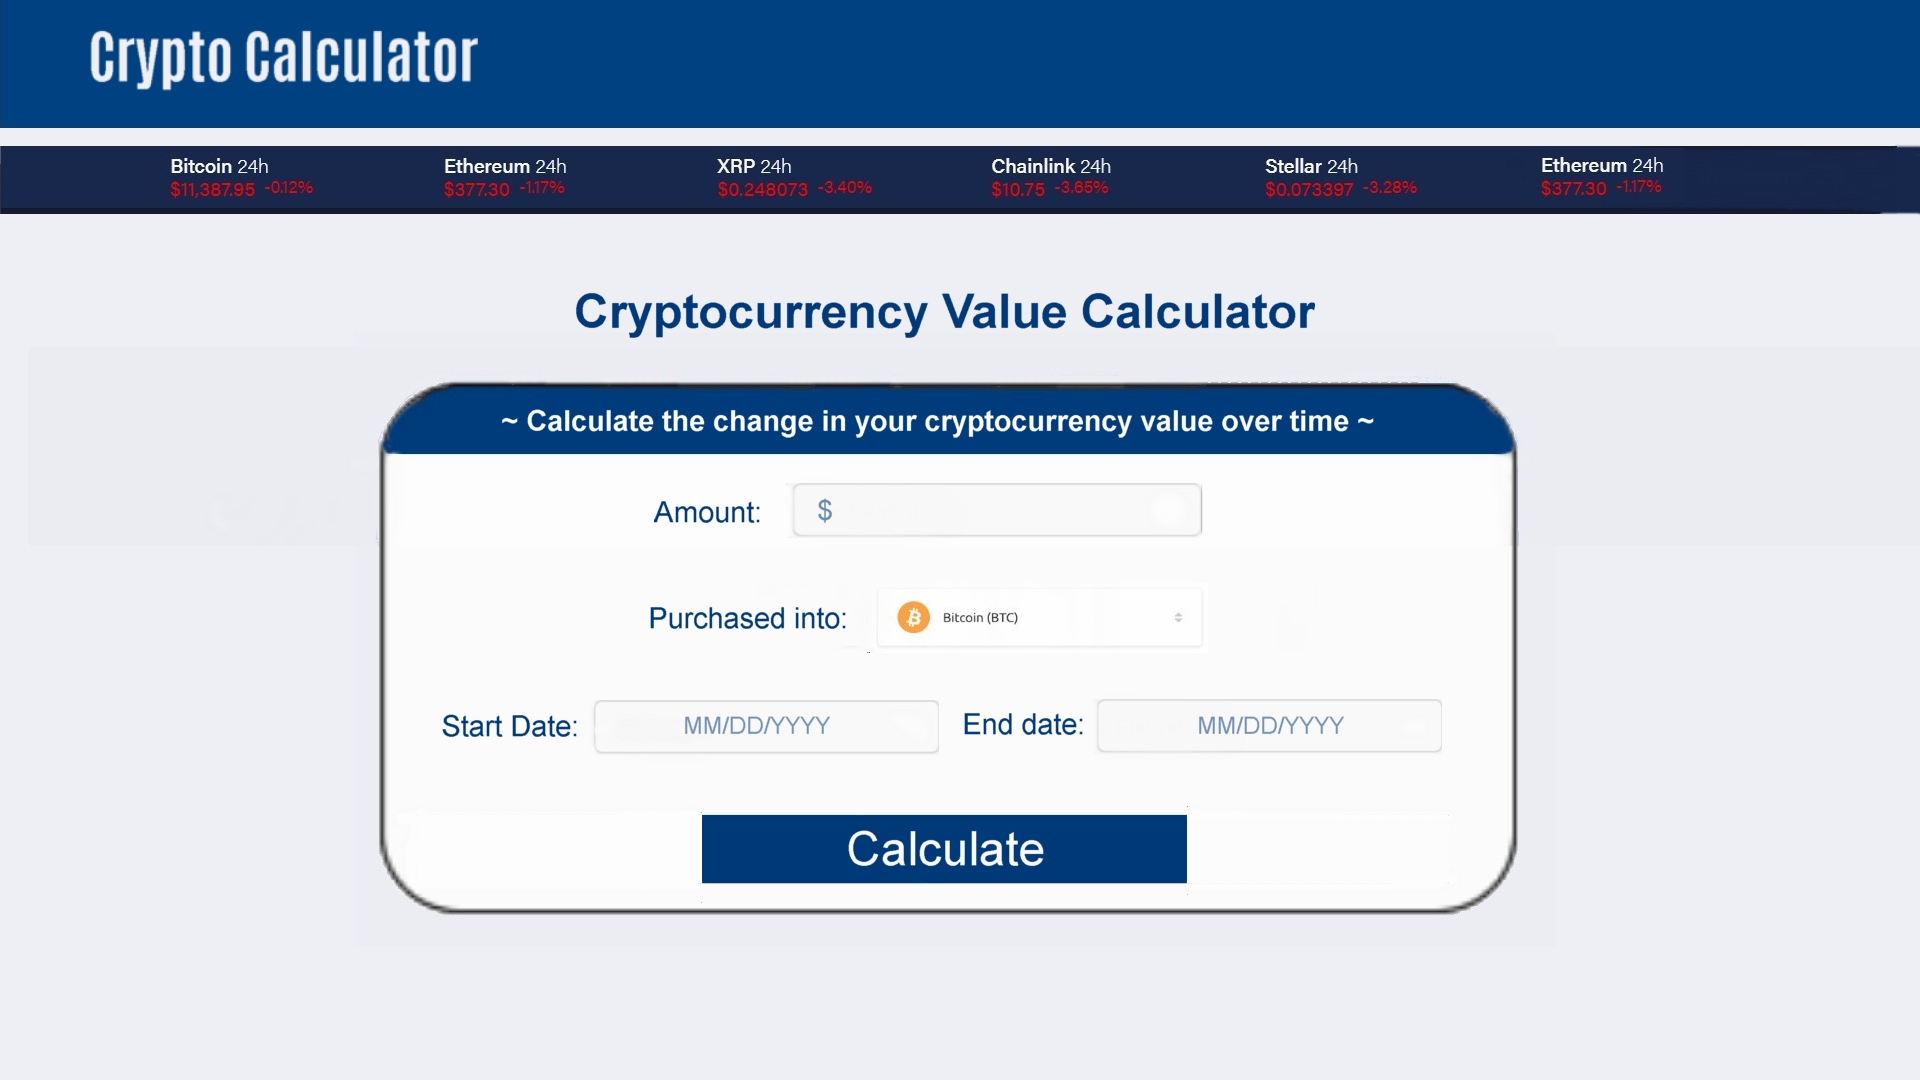 Crypto Calculator
Bitcoin 24h
$11,387.95 -0.12%
Ethereum 24h
$377.30 -1.17%
XRP 24h
$0.248073 -3.40%
Chainlink 24h
$10.75 -3.65%
Stellar 24h
$0.073397 -3.28%
Ethereum 24h
$377.30 -1.17%
Cryptocurrency Value Calculator
~ Calculate the change in your cryptocurrency value over time ~
Amount: $
Purchased into: Bitcoin (BTC)
Start Date: MM/DD/YYYY End date: MM/DD/YYYY
Calculate